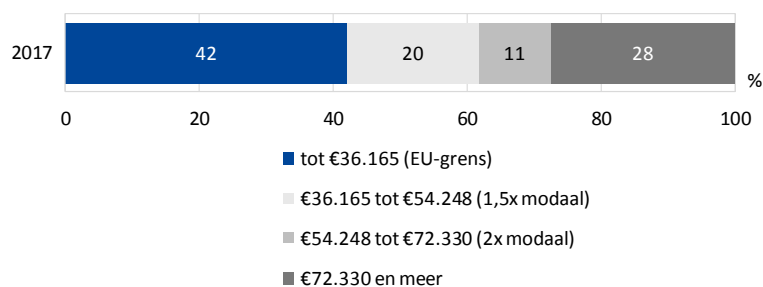 2017
42 20 11 28
%
0 20 40 60 80 100
tot €36.165 (EU-grens)
€36.165 tot €54.248 (1,5x modaal)
€54.248 tot €72.330 (2x modaal)
€72.330 en meer